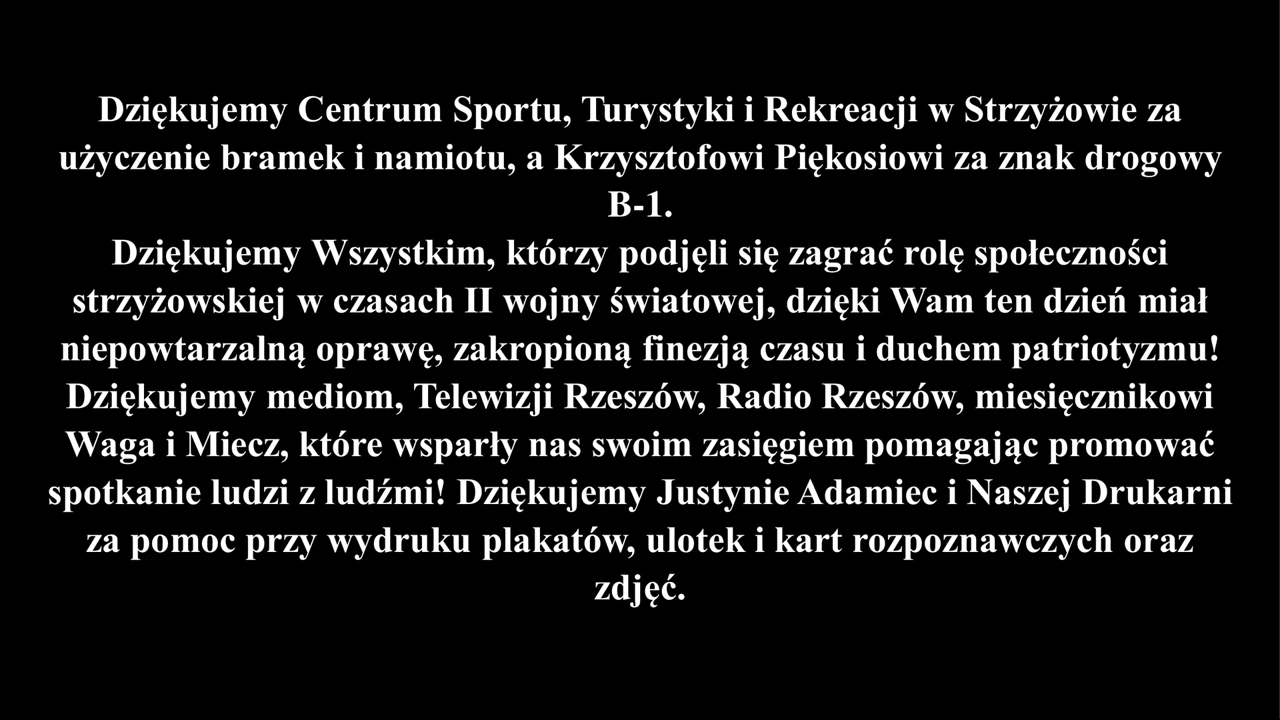 Dziękujemy Centrum Sportu, Turystyki i Rekreacji w Strzyżowie za
użyczenie bramek i namiotu, a Krzysztofowi Piękosiowi za znak drogowy
B-1.
Dziękujemy Wszystkim, którzy podjęli się zagrać rolę społeczności
strzyżowskiej w czasach II wojny światowej, dzięki Wam ten dzień miał
niepowtarzalną oprawę, zakropioną finezją czasu i duchem patriotyzmu!
Dziękujemy mediom, Telewizji Rzeszów, Radio Rzeszów, miesięcznikowi
Waga i Miecz, które wsparły nas swoim zasięgiem pomagając promować
spotkanie ludzi z ludźmi! Dziękujemy Justynie Adamiec i Naszej Drukarni
za pomoc przy wydruku plakatów, ulotek i kart rozpoznawczych oraz
zdjęć.